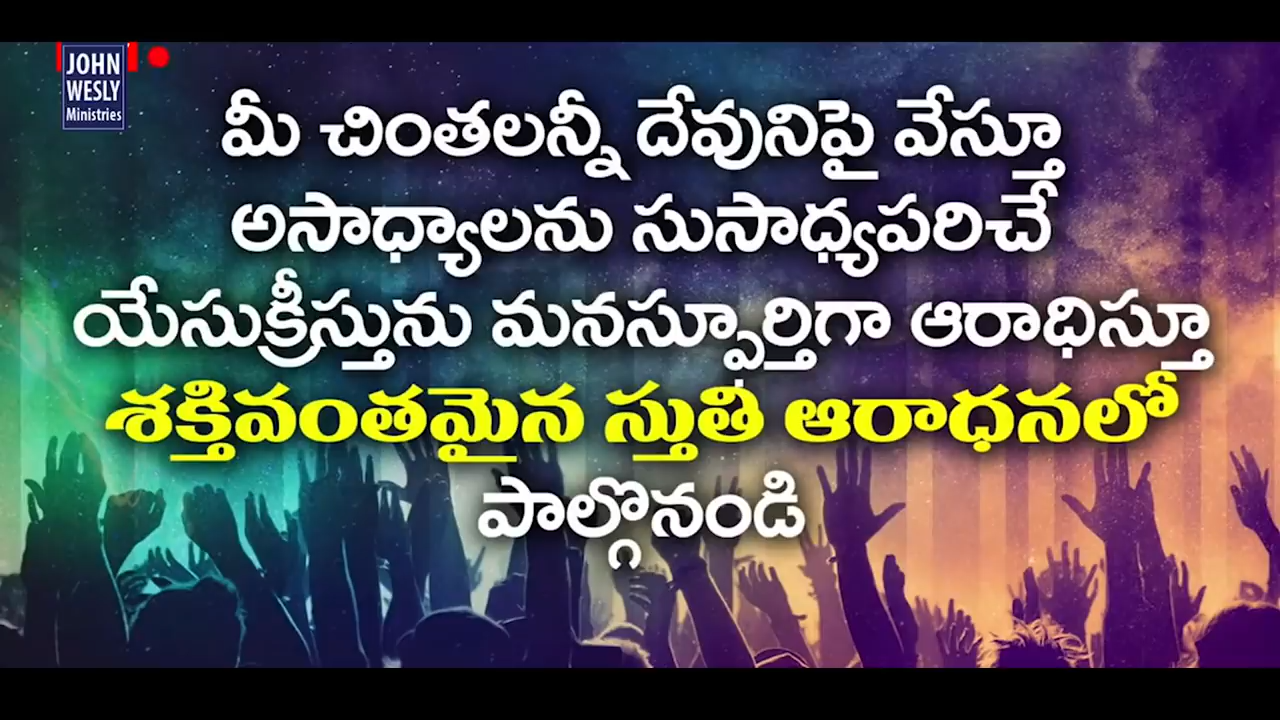 JOHN
WESLY
Ministries
మీ చింతలన్నీ దేవునిపై వేస్తూ
అసాధ్యాలను సుసాధ్యపరిచే
యేసుక్రీస్తును మనస్ఫూర్తిగా ఆరాధిస్తూ
శక్తివంతమైన స్తుతి ఆరాధనలో
పాల్గొనండి